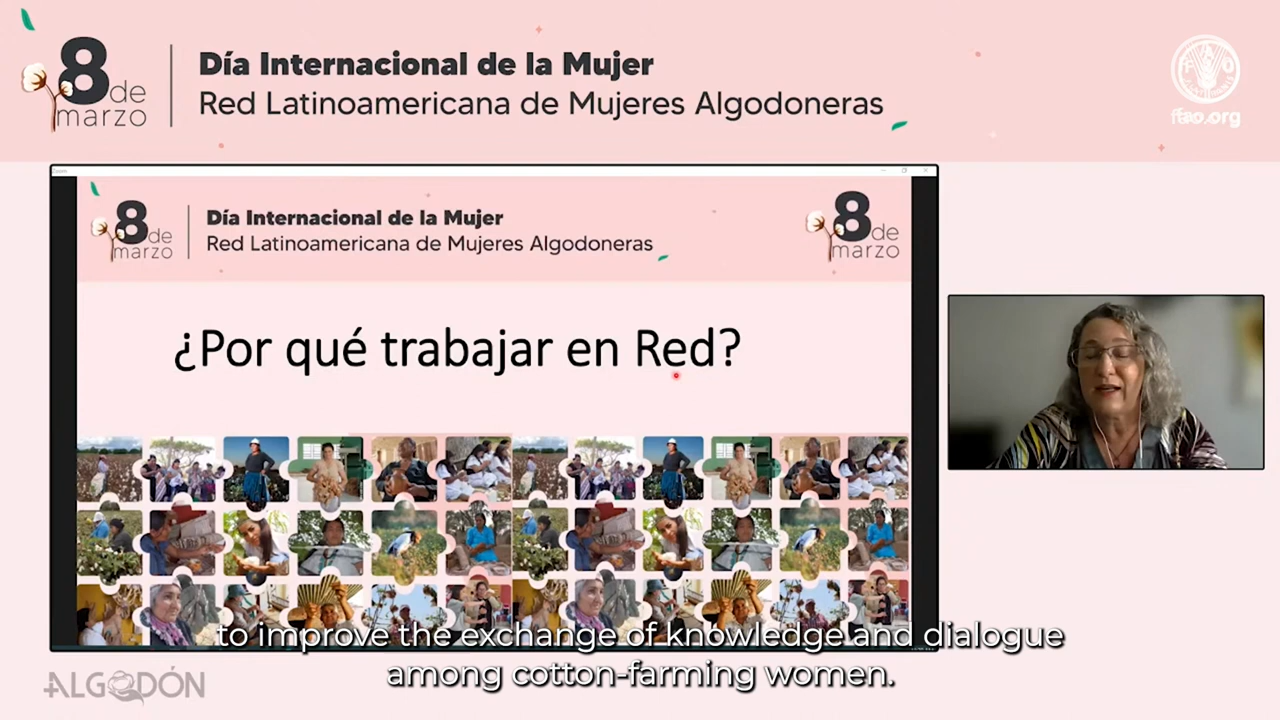 8 de marzo
Día Internacional de la Mujer
Red Latinoamericana de Mujeres Algodoneras
fao.org
8 de marzo
Día Internacional de la Mujer
Red Latinoamericana de Mujeres Algodoneras
8 de marzo
¿Por qué trabajar en Red?
to improve the exchange of knowledge and dialogue
among cotton-farming women.
+ALGODÓN